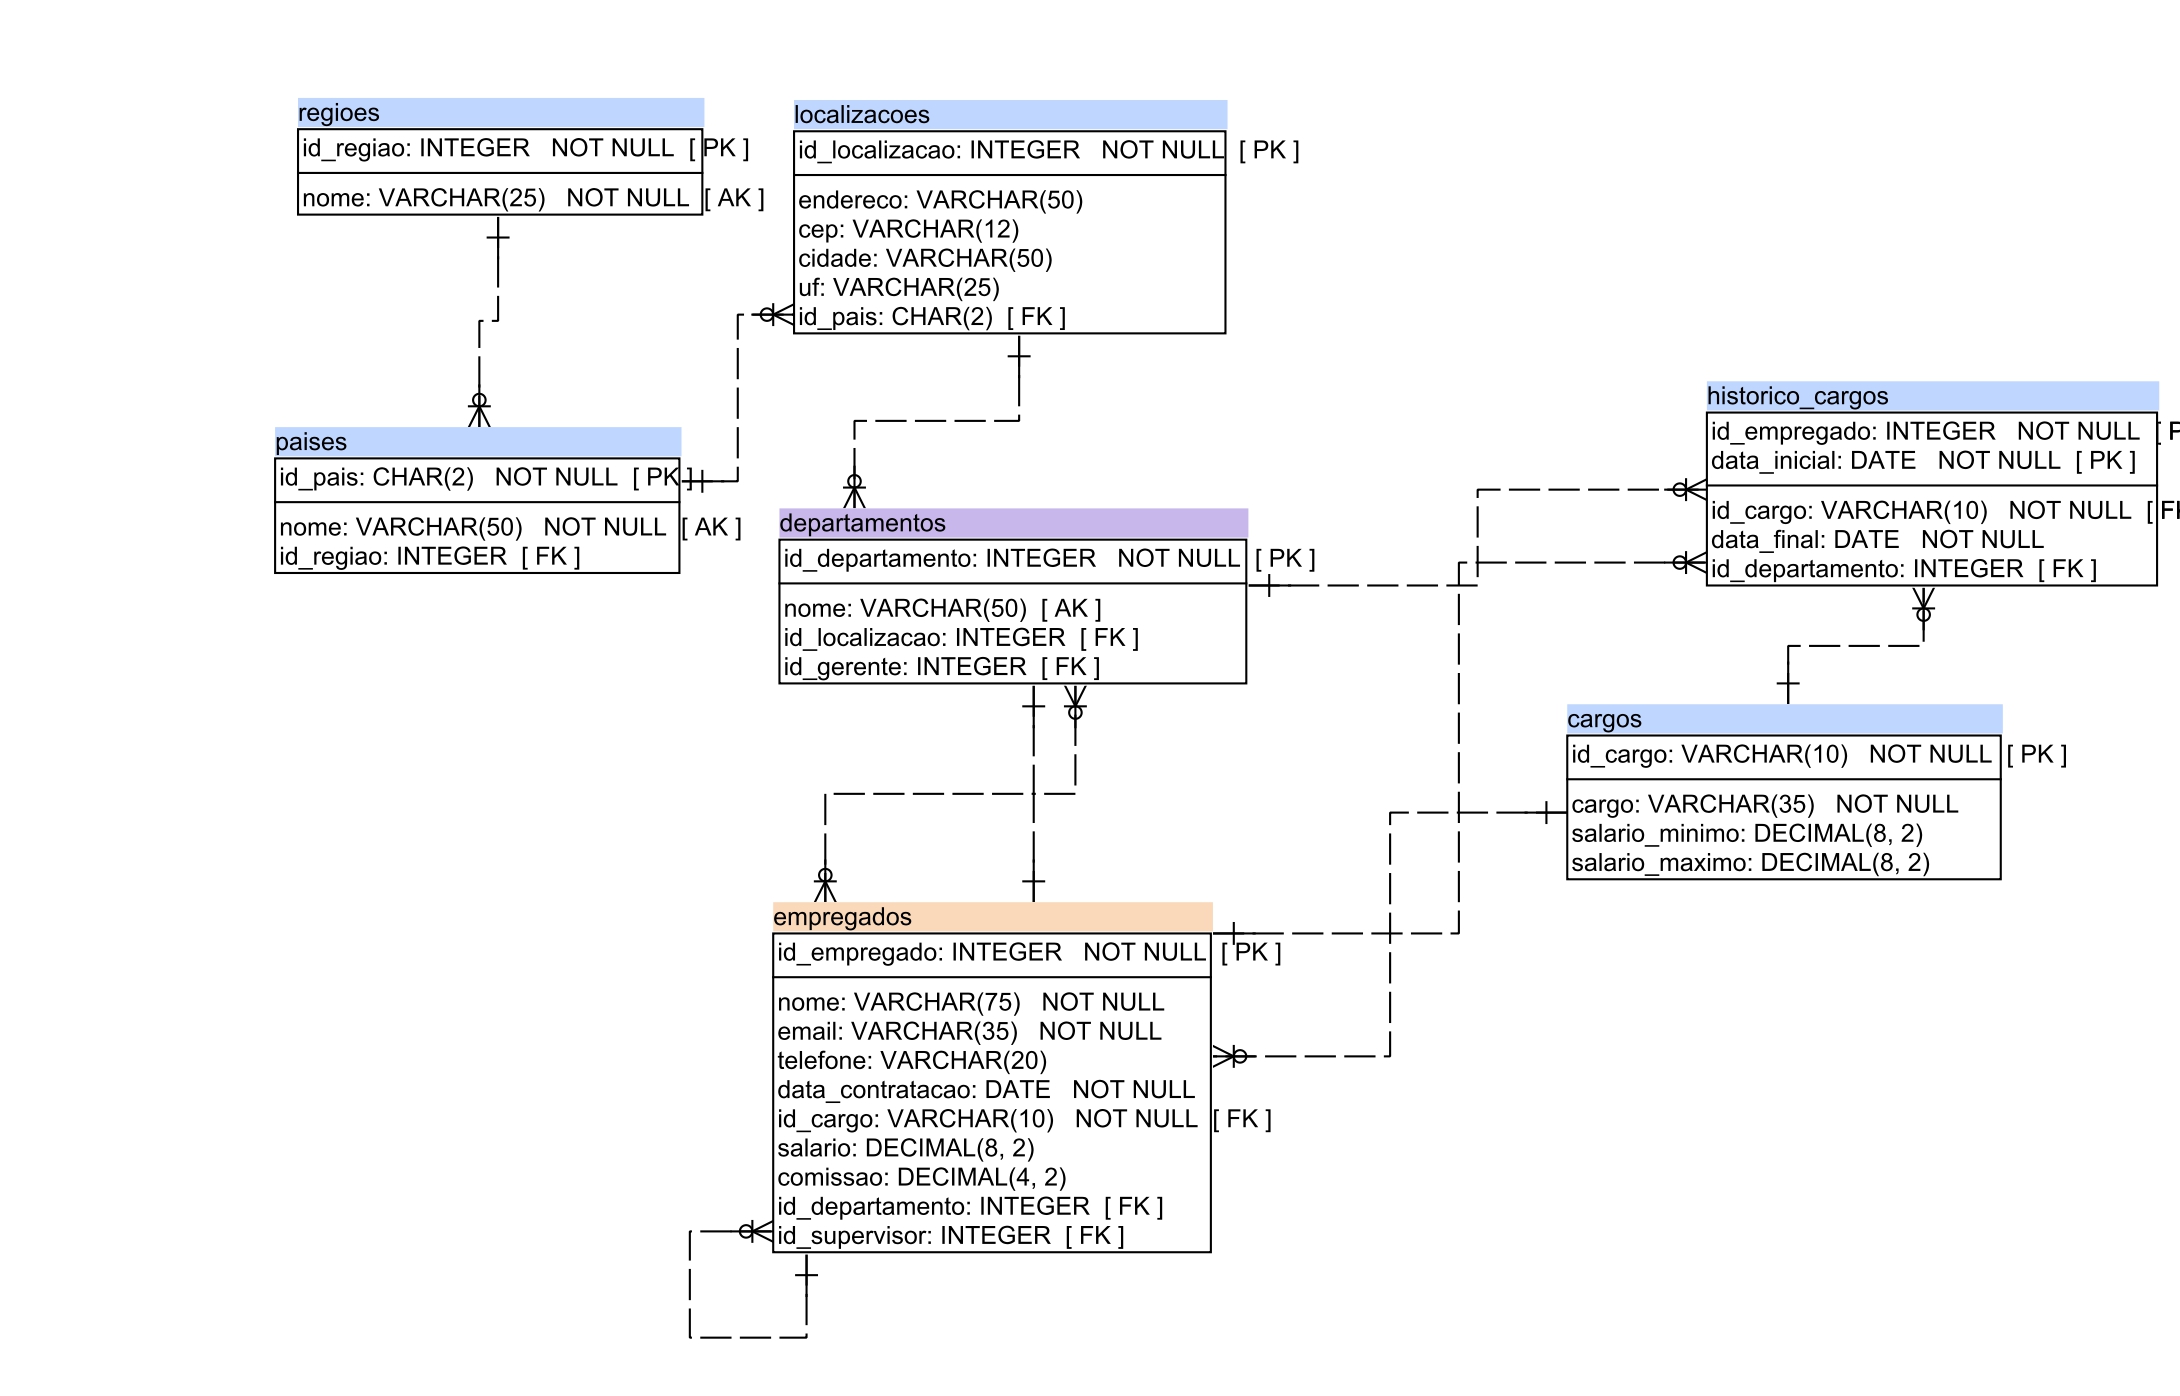 regioes
id_regiao: INTEGER   NOT NULL  [ PK ]
nome: VARCHAR(25)   NOT NULL  [ AK ]
localizacoes
id_localizacao: INTEGER   NOT NULL  [ PK ]
endereco: VARCHAR(50)
cep: VARCHAR(12)
cidade: VARCHAR(50)
uf: VARCHAR(25)
id_pais: CHAR(2)  [ FK ]
paises
id_pais: CHAR(2)   NOT NULL  [ PK ]
nome: VARCHAR(50)   NOT NULL  [ AK ]
id_regiao: INTEGER  [ FK ]
departamentos
id_departamento: INTEGER   NOT NULL  [ PK ]
nome: VARCHAR(50)  [ AK ]
id_localizacao: INTEGER  [ FK ]
id_gerente: INTEGER  [ FK ]
historico_cargos
id_empregado: INTEGER   NOT NULL  [
data_inicial: DATE   NOT NULL  [ PK ]
id_cargo: VARCHAR(10)   NOT NULL  [
data_final: DATE   NOT NULL
id_departamento: INTEGER  [ FK ]
cargos
id_cargo: VARCHAR(10)   NOT NULL  [ PK ]
cargo: VARCHAR(35)   NOT NULL
salario_minimo: DECIMAL(8, 2)
salario_maximo: DECIMAL(8, 2)
empregados
id_empregado: INTEGER   NOT NULL  [ PK ]
nome: VARCHAR(75)   NOT NULL
email: VARCHAR(35)   NOT NULL
telefone: VARCHAR(20)
data_contratacao: DATE   NOT NULL
id_cargo: VARCHAR(10)   NOT NULL  [ FK ]
salario: DECIMAL(8, 2)
comissao: DECIMAL(4, 2)
id_departamento: INTEGER  [ FK ]
id_supervisor: INTEGER  [ FK ]